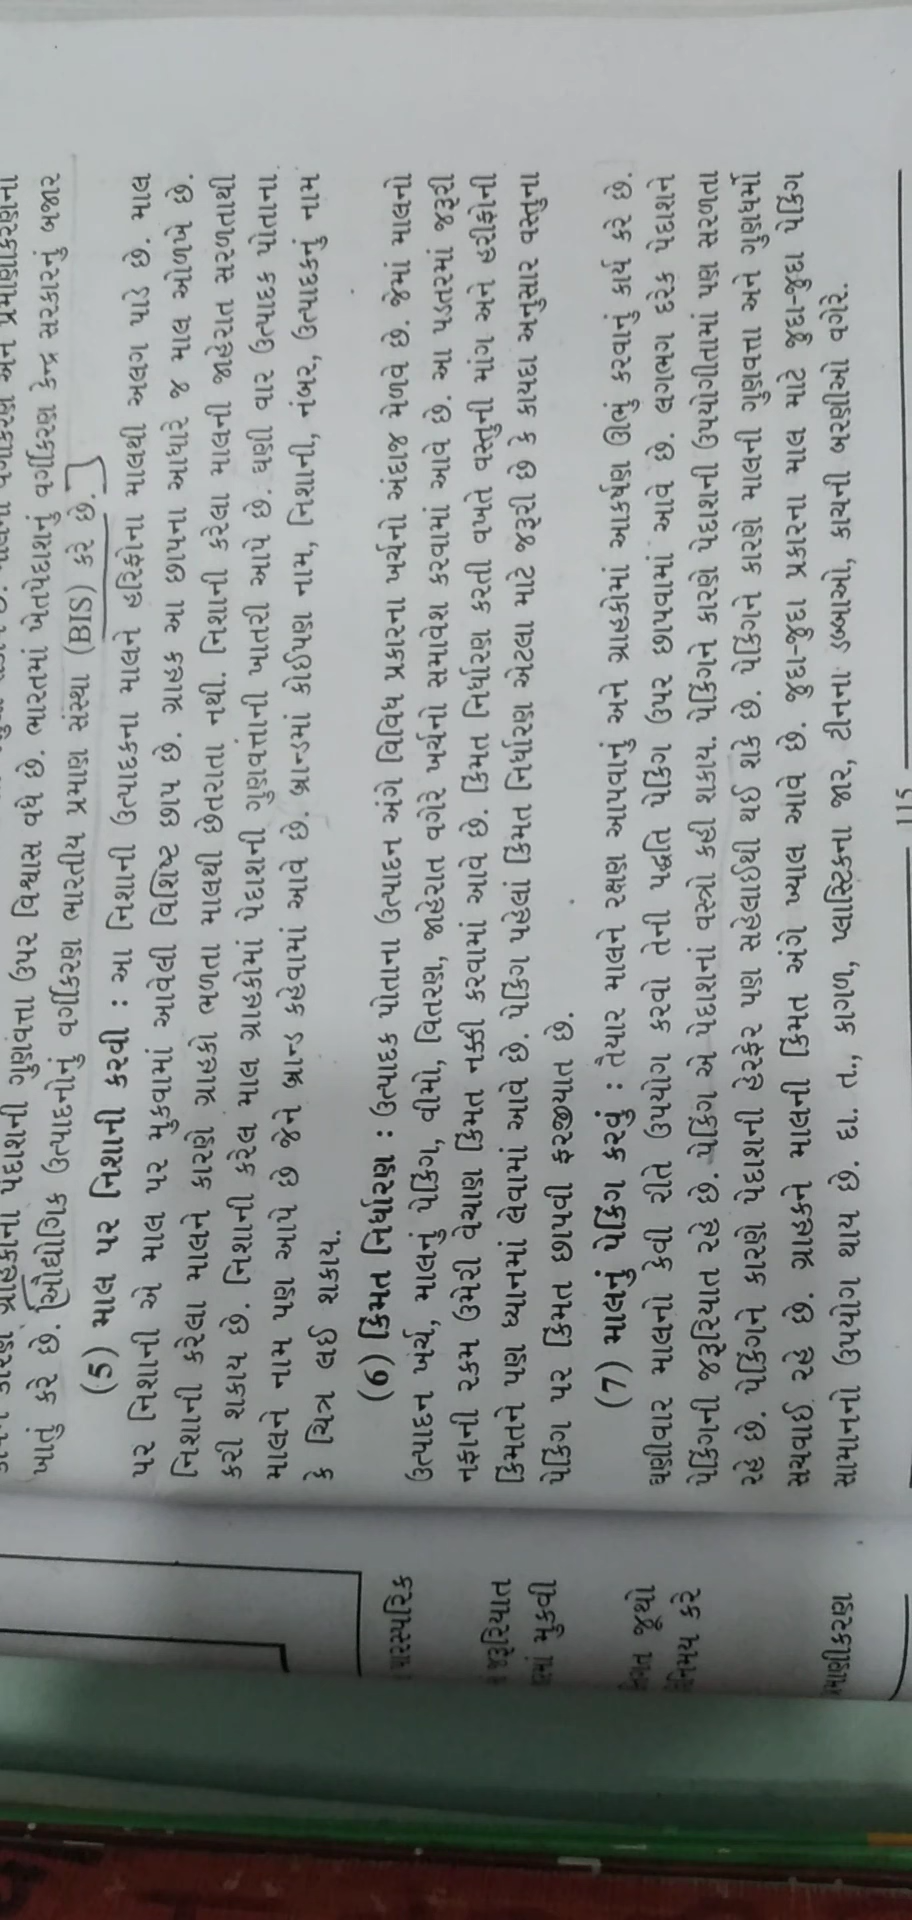 ખાતું કરે છે. ઔદ્યોગિક ઉત્પાદનોનું વર્ગીકરણ ભારતીય પ્રમાણ સંસ્થા (BIS) કરે છે.
(5) માલ પર નિશાની કરવી : આ નિશાની ઉત્પાદકના માલને હરિફોના માલથી અલગ પાડે છે. માલ
પર નિશાની એ માલ પર મુકવામાં આવેલી વિશિષ્ટ છાપ છે. ગ્રાહક આ છાપના આધારે જ માલ ઓળખે છે.
નિશાની કરેલા માલને કારણે ગ્રાહકો ભળતા માલથી છેતરાતા નથી. નિશાની કરેલા માલની જાહેરાત સરળતાથી
કરી શકાય છે. નિશાની કરેલ માલ ગ્રાહકોમાં પેદાશની ગુણવત્તાની ખાતરી આપે છે. ઘણી વાર ઉત્પાદક પોતાના
માલને નામ પણ આપે છે જેને બ્રાન્ડ કહેવામાં આવે છે. બ્રાન્ડમાં કોઈપણ નામ, નિશાની, નંબર, ઉત્પાદકનું નામ
કે ચિત્ર લઈ શકાય.
(6) કિંમત નિર્ધારણ : ઉત્પાદક પોતાના ઉત્પાદન અંગે વિવિધ પ્રકારના ખર્ચનો અંદાજ મેળવે છે. જેમાં માલનો
ઉત્પાદન ખર્ચ, માલનું પેકિંગ, વીમો, વિતરણ, જાહેરાત વગેરે ખર્ચનો સમાવેશ કરવામાં આવે છે. આ પડતરમાં જરૂરી
નફાની રકમ ઉમેરી વેચાણ કિંમત નક્કી કરવામાં આવે છે. કિંમત નિર્ધારણ કરતી વખતે વસ્તુની માંગ અને હરીફોની
કિંમતને પણ ધ્યાનમાં લેવામાં આવે છે. પેકિંગ પહેલાં કિંમત નિર્ધારણ એટલા માટે જરૂરી છે કે કાયદા અનુસાર વસ્તુના
પેકિંગ પર કિંમત છાપવી ફરજીયાત છે.
(7) માલનું પેકિંગ કરવું : તૈયાર માલને રક્ષણ આપવાનું અને ગ્રાહકોમાં આકર્ષણ ઊભું કરવાનું કાર્ય કરે છે.
ઘણીવાર માલનો કેવી રીતે ઉપયોગ કરવો તેની પદ્ધતિ પેકિંગ ઉપર છાપવામાં આવે છે. લગભગ દરેક પેદાશને
પેકિંગની જરૂરિયાત રહે છે. પેકિંગ એ પેદાશનાં વસ્ત્રો કહી શકાય. પેકિંગને કારણે પેદાશની ઉપયોગીતામાં પણ સરળતા
રહે છે. પેકિંગને કારણે પેદાશની હેરફેર પણ સહેલાઈથી થઈ શકે છે. પેકિંગને કારણે માલની ગુણવત્તા અને ગુણધર્મો
સચવાઈ રહે છે. ગ્રાહકને માલની કિંમત અંગે ખ્યાલ આવે છે. જુદા-જુદા પ્રકારના માલ માટે જુદા-જુદા પેકિંગ
સામાનનો ઉપયોગ થાય છે. દા. ત., કાગળ, પ્લાસ્ટિકના જાર, ટીનના ડબ્બાઓ, કાચની બરણીઓ વગેરે.
115